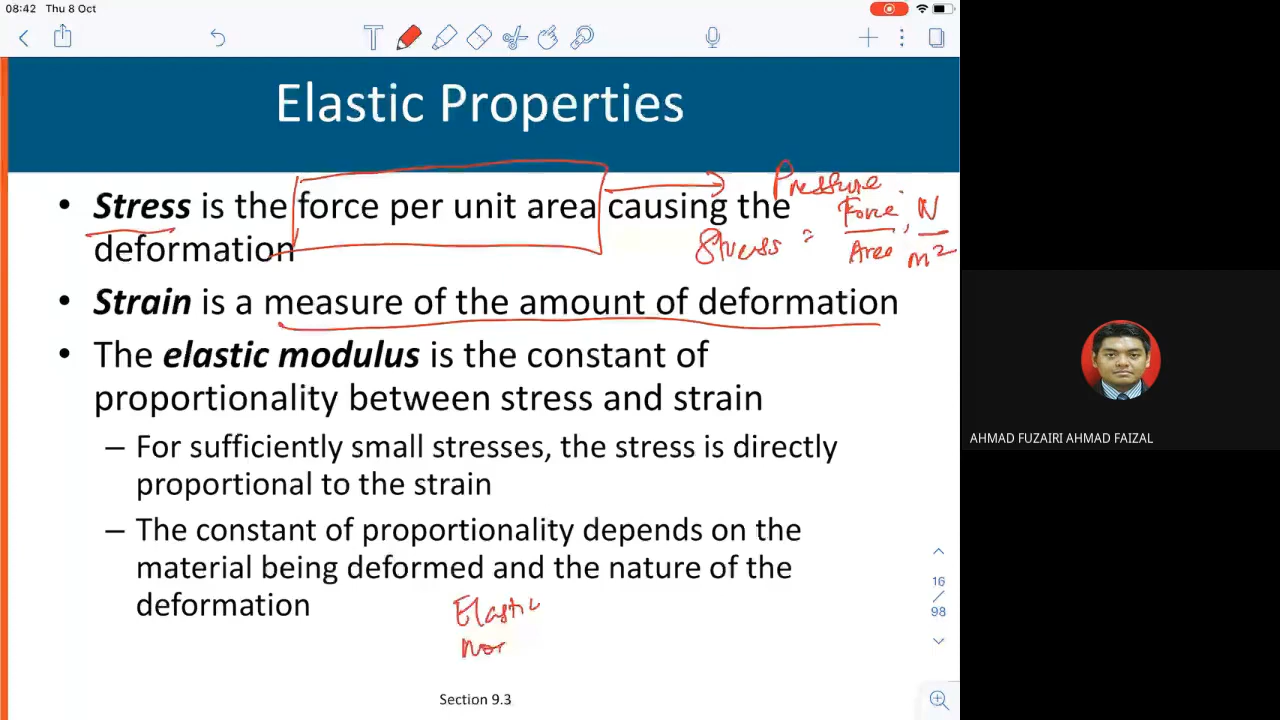 08:42 Thu 8 Oct
Elastic Properties
• Stress is the force per unit area causing the
deformation
Pressure
Stress = Force / Area ; N / m²
• Strain is a measure of the amount of deformation
• The elastic modulus is the constant of
proportionality between stress and strain
– For sufficiently small stresses, the stress is directly
proportional to the strain
– The constant of proportionality depends on the
material being deformed and the nature of the
deformation
Elastic
Section 9.3
16
/
98
AHMAD FUZAIRI AHMAD FAIZAL